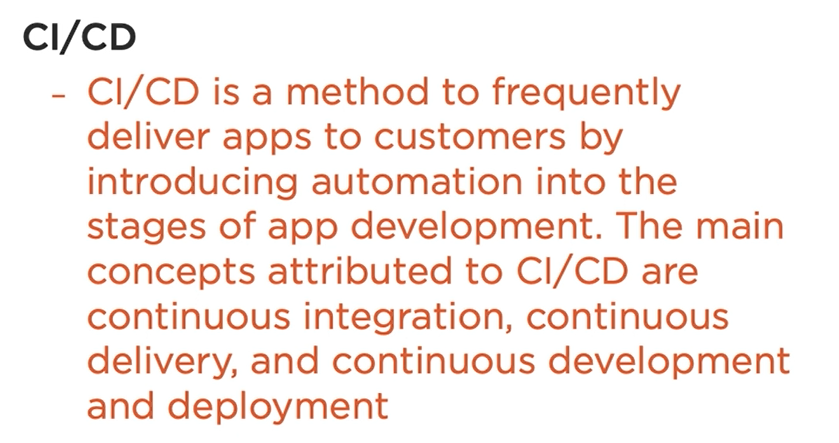 CI/CD
– CI/CD is a method to frequently
deliver apps to customers by
introducing automation into the
stages of app development. The main
concepts attributed to CI/CD are
continuous integration, continuous
delivery, and continuous development
and deployment